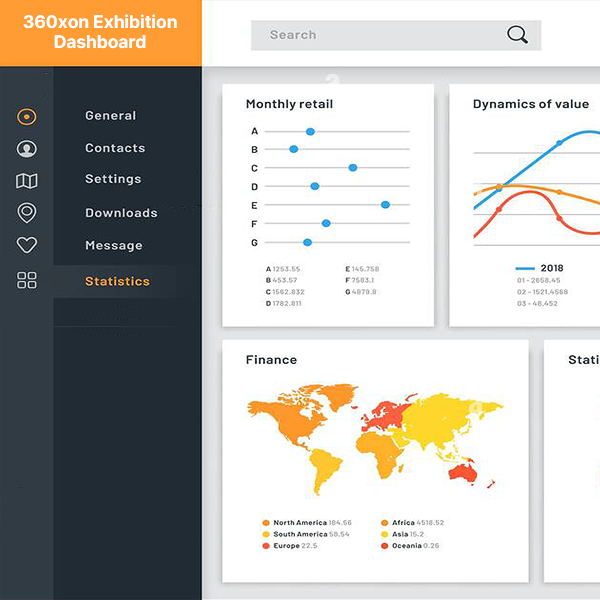 360xon Exhibition
Dashboard
Search
General
Contacts
Settings
Downloads
Message
Statistics
Monthly retail
A
B
C
D
E
F
G
A 1253.55
B 453.57
C 1562.832
D 1782.811
E 145.758
F 7583.1
G 4879.8
Dynamics of value
2018
01 - 2658.45
02 - 1521.4569
03 - 48.452
Finance
North America 184.56
South America 58.54
Europe 22.5
Africa 4518.52
Asia 15.2
Oceania 0.26
Stati